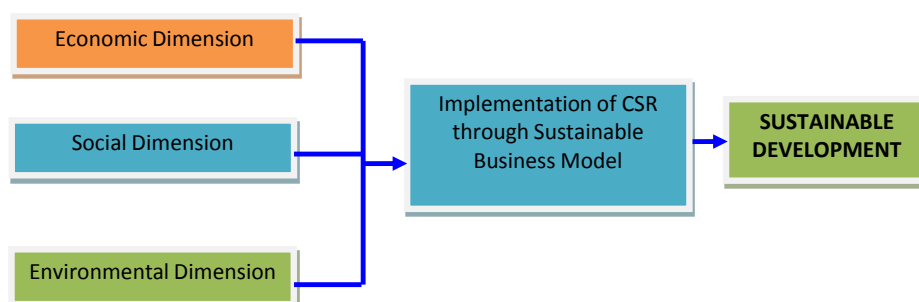 Economic Dimension
Social Dimension
Environmental Dimension
Implementation of CSR
through Sustainable
Business Model
SUSTAINABLE
DEVELOPMENT